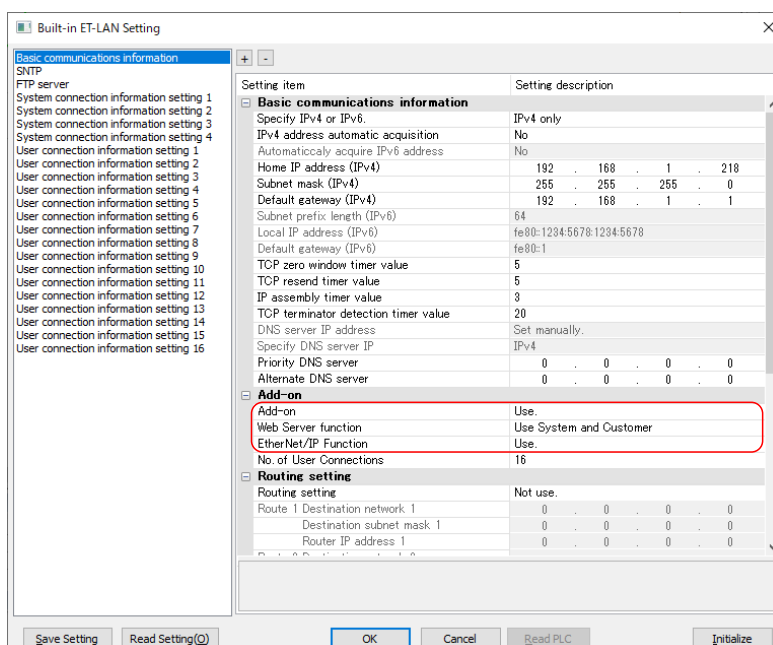 Built-in ET-LAN Setting
Basic communications information
SNTP
FTP server
System connection information setting 1
System connection information setting 2
System connection information setting 3
System connection information setting 4
User connection information setting 1
User connection information setting 2
User connection information setting 3
User connection information setting 4
User connection information setting 5
User connection information setting 6
User connection information setting 7
User connection information setting 8
User connection information setting 9
User connection information setting 10
User connection information setting 11
User connection information setting 12
User connection information setting 13
User connection information setting 14
User connection information setting 15
User connection information setting 16
+ -
Setting item Setting description
Basic communications information
Specify IPv4 or IPv6. IPv4 only
IPv4 address automatic acquisition No
Automaticcaly acquire IPv6 address No
Home IP address (IPv4) 192 . 168 . 1 . 218
Subnet mask (IPv4) 255 . 255 . 255 . 0
Default gateway (IPv4) 192 . 168 . 1 . 1
Subnet prefix length (IPv6) 64
Local IP address (IPv6) fe80::1234:5678:1234:5678
Default gateway (IPv6) fe80::1
TCP zero window timer value 5
TCP resend timer value 5
IP assembly timer value 3
TCP terminator detection timer value 20
DNS server IP address Set manually.
Specify DNS server IP IPv4
Priority DNS server 0 . 0 . 0 . 0
Alternate DNS server 0 . 0 . 0 . 0
Add-on
Add-on Use.
Web Server function Use System and Customer
EtherNet/IP Function Use.
No. of User Connections 16
Routing setting
Routing setting Not use.
Route 1 Destination network 1 0 . 0 . 0 . 0
Destination subnet mask 1 0 . 0 . 0 . 0
Router IP address 1 0 . 0 . 0 . 0
Save Setting Read Setting(O) OK Cancel Read PLC Initialize